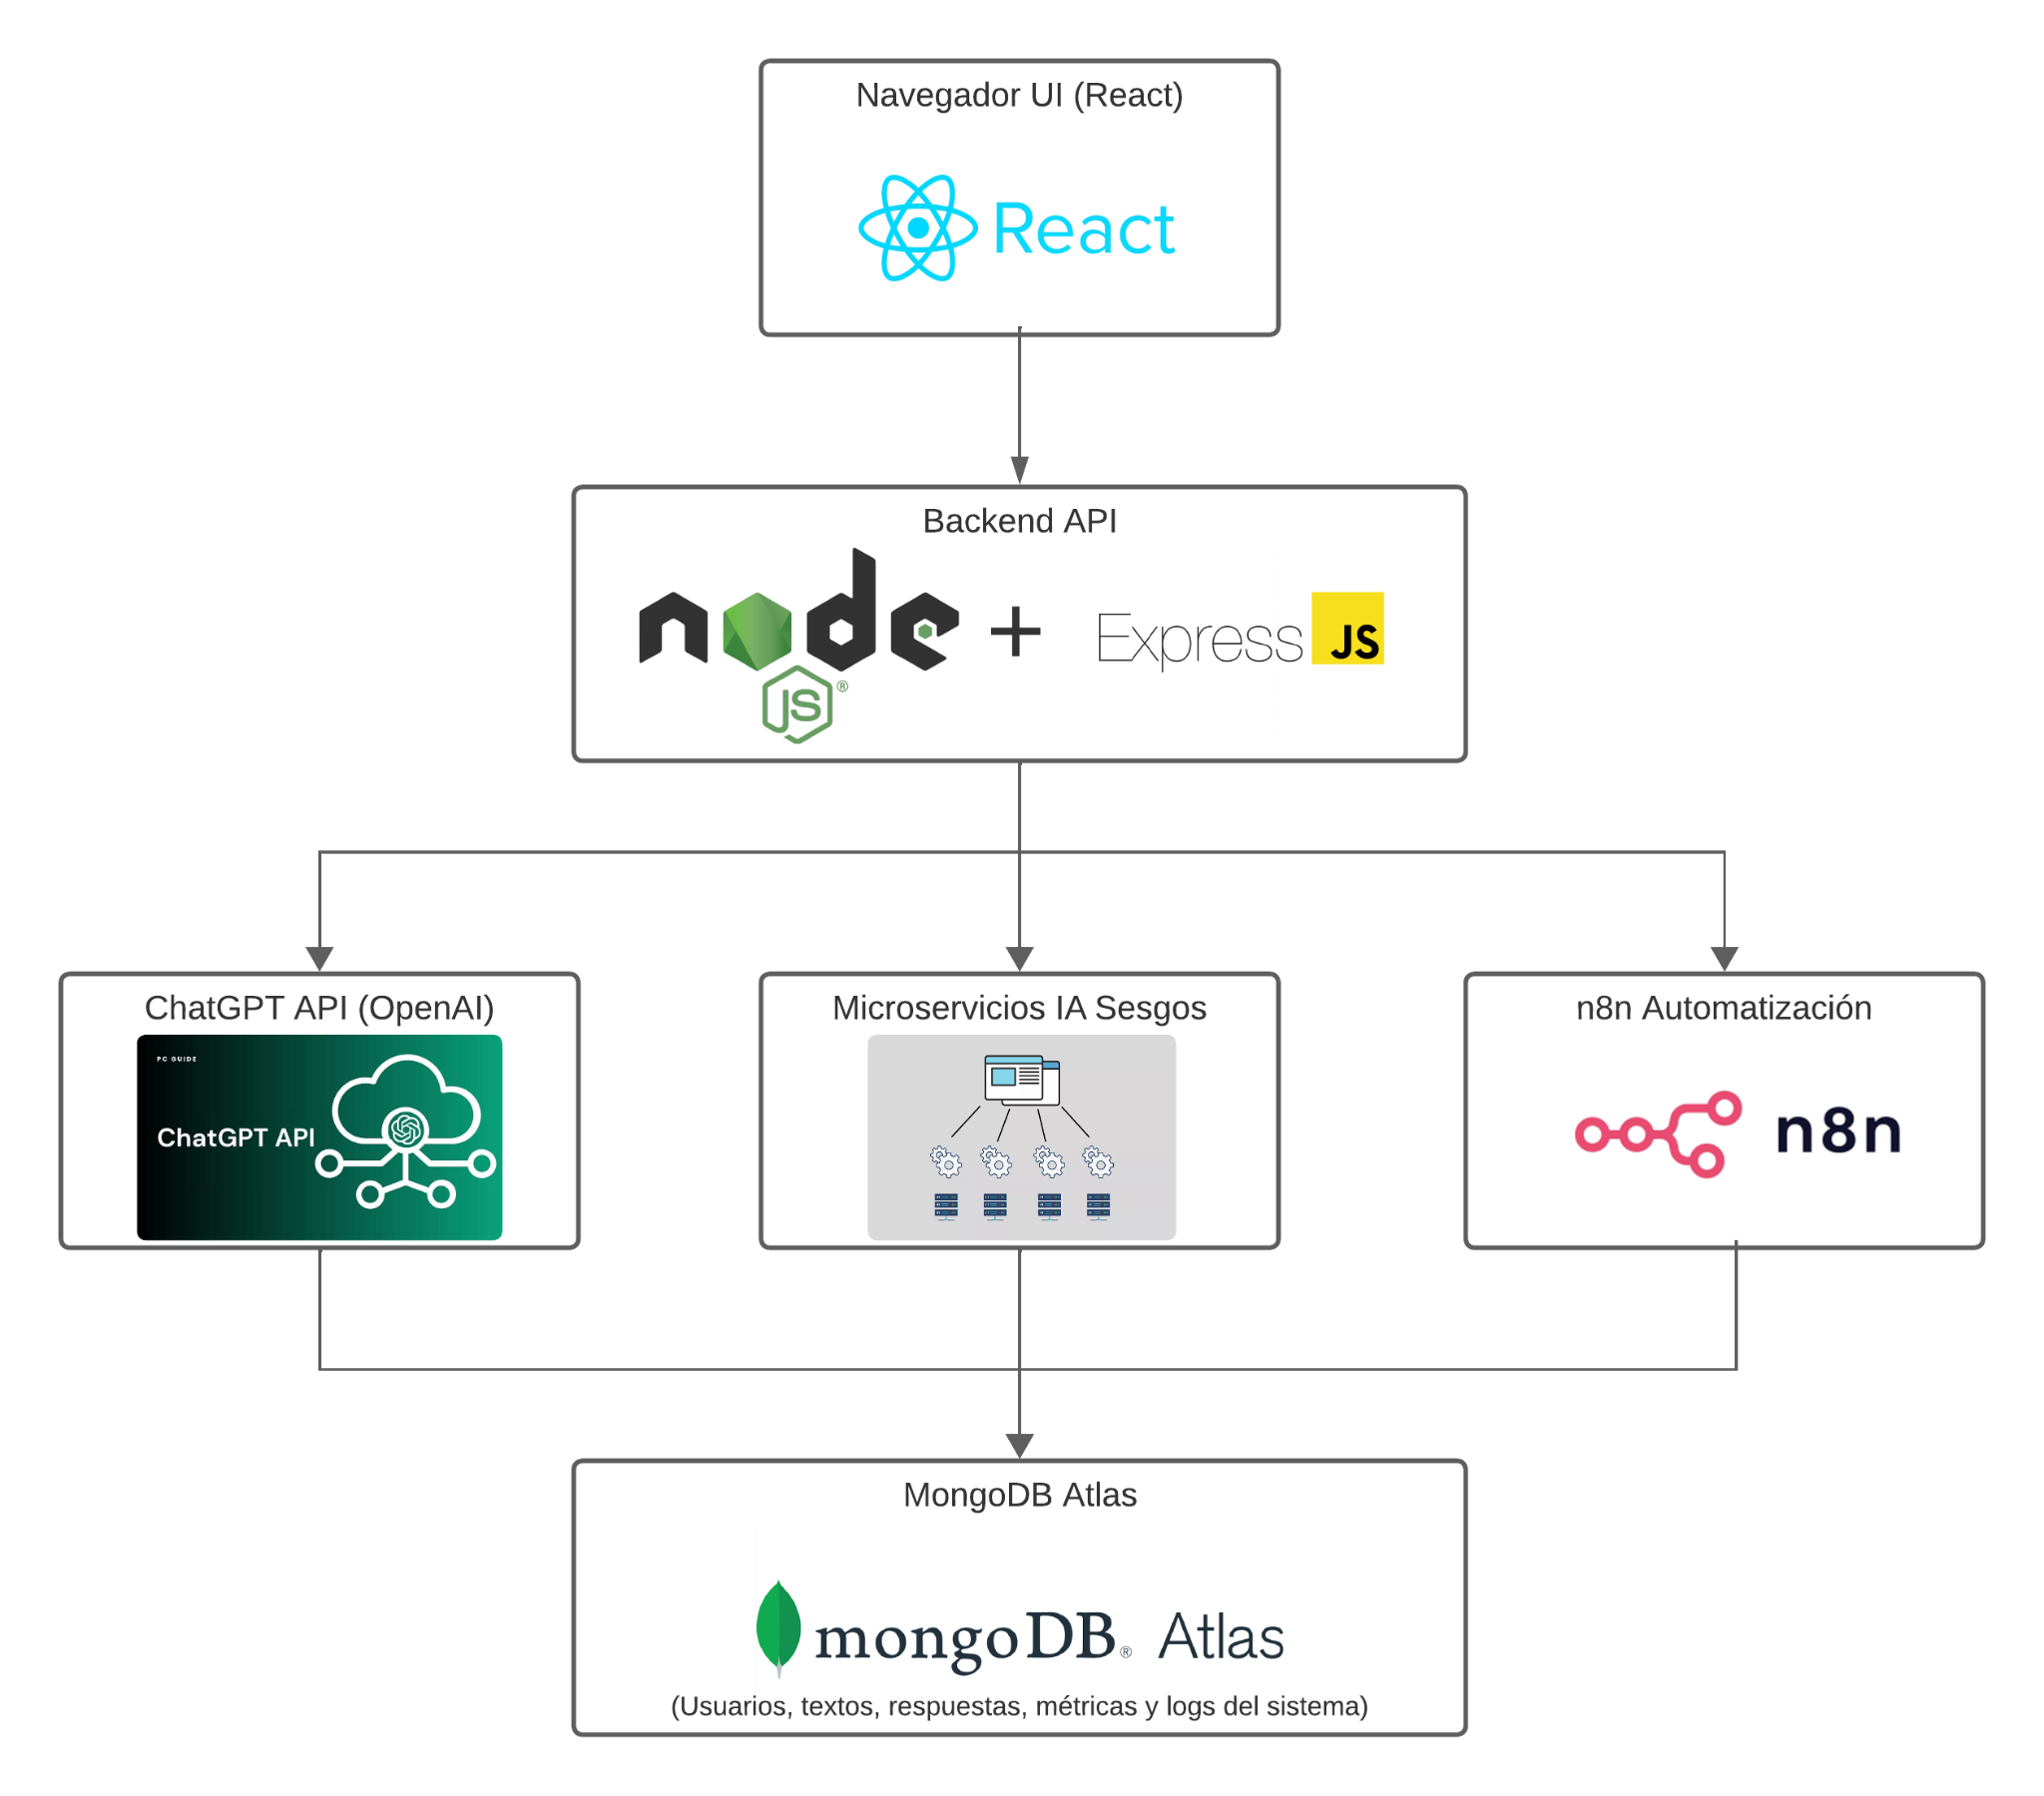 Navegador UI (React)
React
Backend API
node
JS®
+
Express JS
ChatGPT API (OpenAI)
PC GUIDE
ChatGPT API
Microservicios IA Sesgos
n8n Automatización
n8n
MongoDB Atlas
mongoDB® Atlas
(Usuarios, textos, respuestas, métricas y logs del sistema)